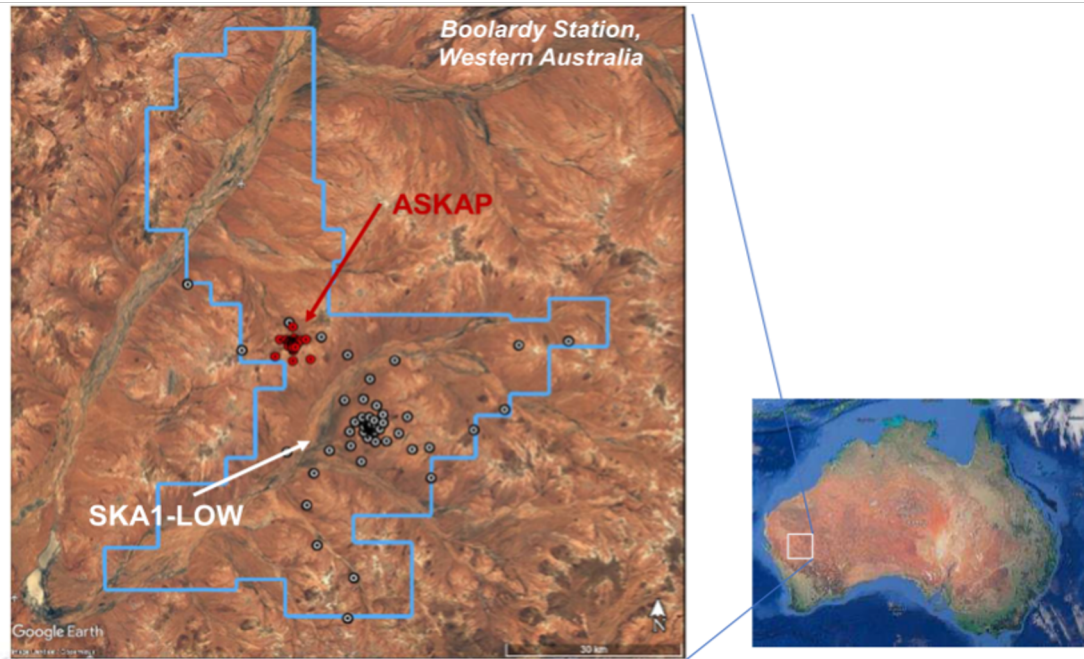 Boolardy Station,
Western Australia
ASKAP
SKA1-LOW
Google Earth
N
30 km